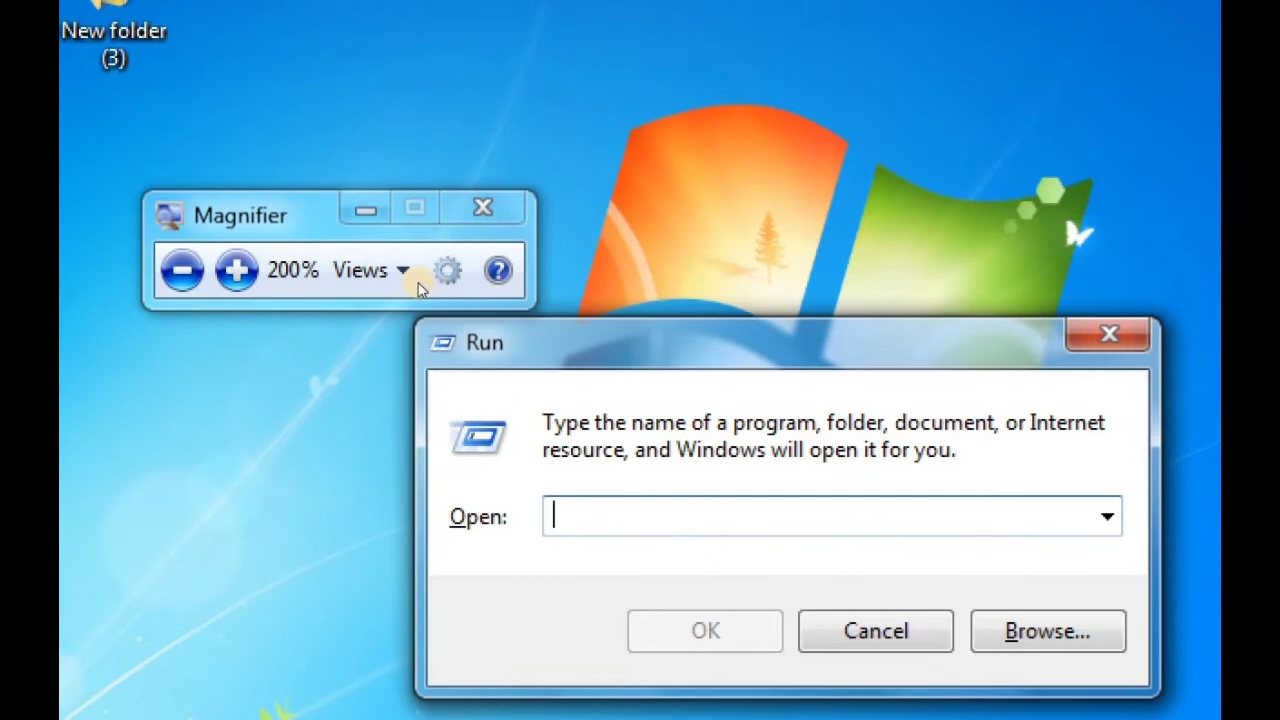 New folder
(3)
Magnifier
200% Views
Run
Type the name of a program, folder, document, or Internet
resource, and Windows will open it for you.
Open:
OK Cancel Browse...